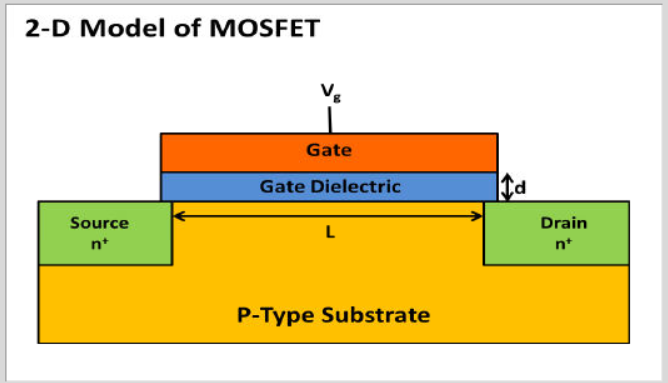 2-D Model of MOSFET
Vg
Gate
Gate Dielectric
d
Source
n⁺
L
Drain
n⁺
P-Type Substrate